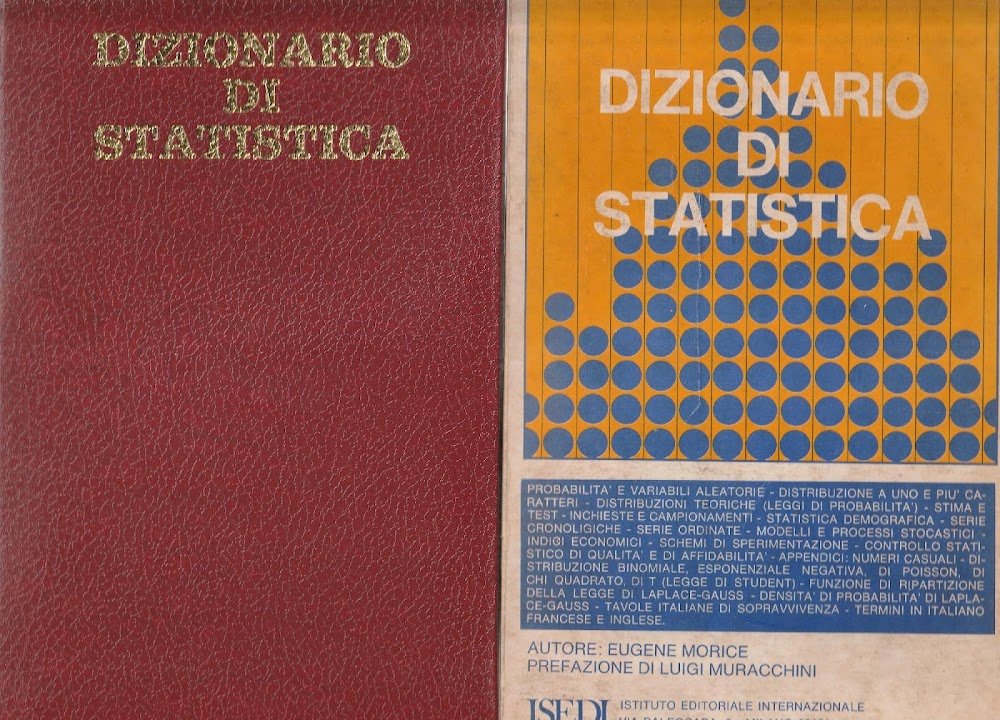 DIZIONARIO
DI
STATISTICA
DIZIONARIO
DI
STATISTICA
PROBABILITA' E VARIABILI ALEATORIE - DISTRIBUZIONE A UNO E PIU' CA-
RATTERI - DISTRIBUZIONI TEORICHE (LEGGI DI PROBABILITA') - STIMA E
TEST - INCHIESTE E CAMPIONAMENTI - STATISTICA DEMOGRAFICA - SERIE
CRONOLIGICHE - SERIE ORDINATE - MODELLI E PROCESSI STOCASTICI -
INDICI ECONOMICI - SCHEMI DI SPERIMENTAZIONE - CONTROLLO STATI-
STICO DI QUALITA' E DI AFFIDABILITA' - APPENDICI: NUMERI CASUALI - DI-
STRIBUZIONE BINOMIALE, ESPONENZIALE NEGATIVA, DI POISSON, DI
CHI QUADRATO, DI T (LEGGE DI STUDENT) - FUNZIONE DI RIPARTIZIONE
DELLA LEGGE DI LAPLACE-GAUSS - DENSITA' DI PROBABILITA' DI LAPLA-
CE-GAUSS - TAVOLE ITALIANE DI SOPRAVVIVENZA - TERMINI IN ITALIANO
FRANCESE E INGLESE.
AUTORE: EUGENE MORICE
PREFAZIONE DI LUIGI MURACCHINI
ISEDI ISTITUTO EDITORIALE INTERNAZIONALE